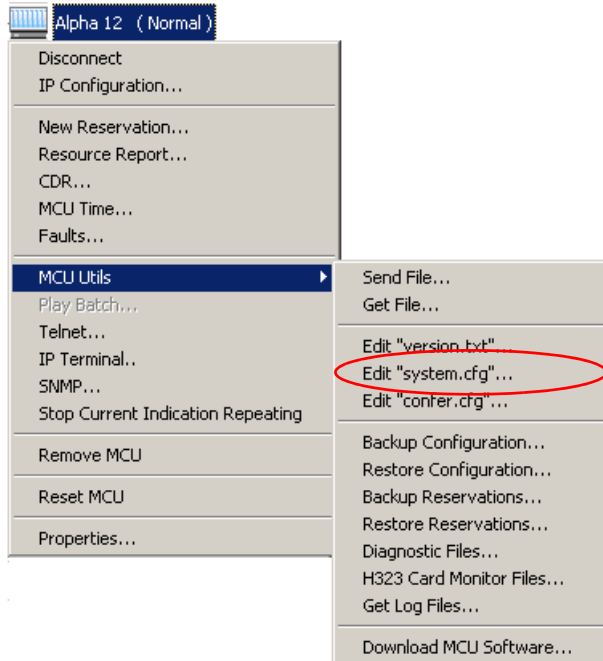 Alpha 12 ( Normal )
Disconnect
IP Configuration...
New Reservation...
Resource Report...
CDR...
MCU Time...
Faults...
MCU Utils
Play Batch...
Telnet...
IP Terminal..
SNMP...
Stop Current Indication Repeating
Remove MCU
Reset MCU
Properties...
Send File...
Get File...
Edit "version.txt"...
Edit "system.cfg"...
Edit "confer.cfg"...
Backup Configuration...
Restore Configuration...
Backup Reservations...
Restore Reservations...
Diagnostic Files...
H323 Card Monitor Files...
Get Log Files...
Download MCU Software...